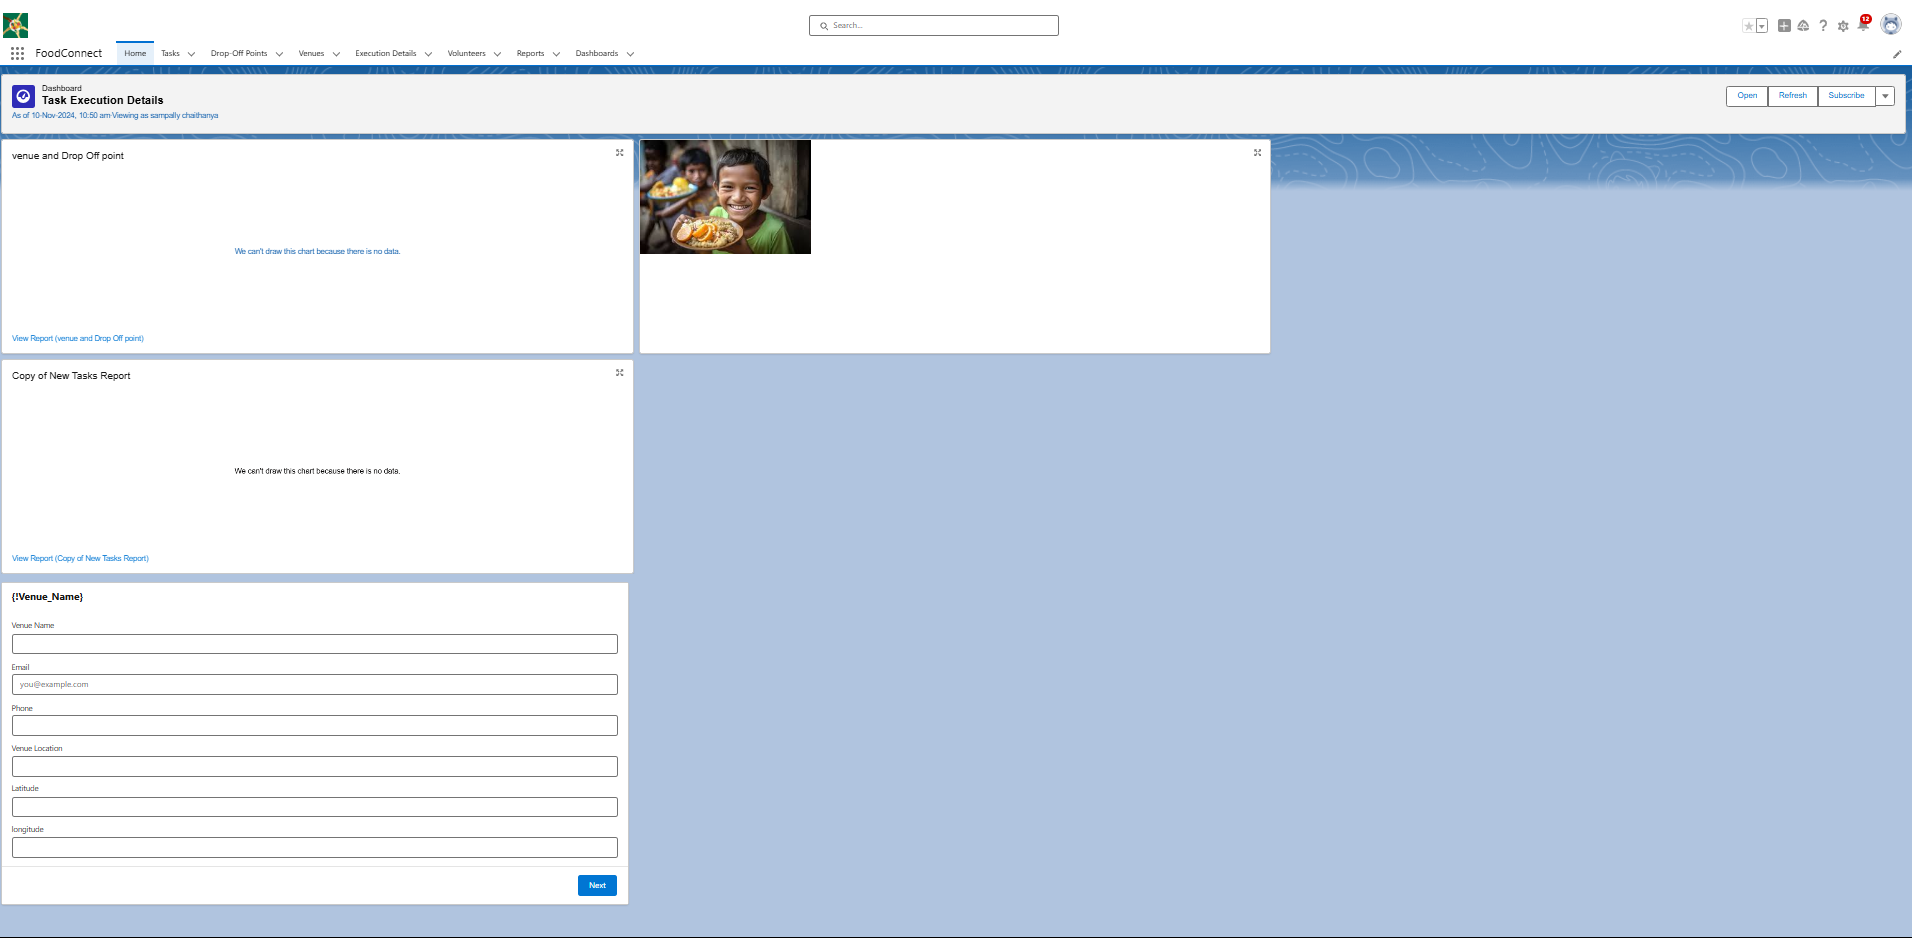 Search...
12
FoodConnect
Home
Tasks
Drop-Off Points
Venues
Execution Details
Volunteers
Reports
Dashboards
Dashboard
Task Execution Details
As of 10-Nov-2024, 10:50 am·Viewing as sampally chaithanya
Open
Refresh
Subscribe
venue and Drop Off point
We can't draw this chart because there is no data.
View Report (venue and Drop Off point)
Copy of New Tasks Report
We can't draw this chart because there is no data.
View Report (Copy of New Tasks Report)
{!Venue_Name}
Venue Name
Email
you@example.com
Phone
Venue Location
Latitude
longitude
Next